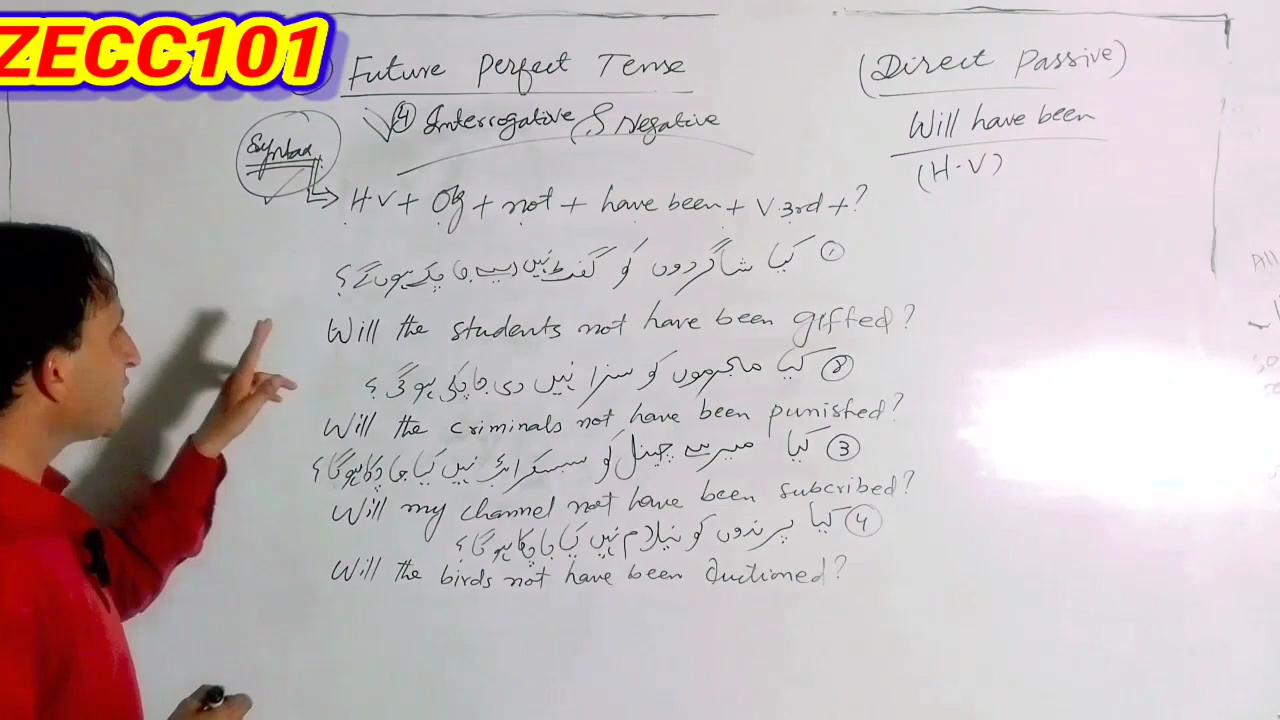 ZECC101
Future Perfect Tense
(Direct Passive)
④ Interrogative & Negative
Will have been
(H.V)
Syntax
H.V + Obj + not + have been + V.3rd + ?
① کیا شاگردوں کو گفٹ نہیں دیے جا چکے ہوں گے؟
Will the students not have been gifted?
② کیا مجرموں کو سزا نہیں دی جا چکی ہو گی؟
Will the criminals not have been punished?
③ کیا میرے چینل کو سبسکرائب نہیں کیا جا چکا ہو گا؟
Will my channel not have been subcribed?
④ کیا پرندوں کو نیلام نہیں کیا جا چکا ہو گا؟
Will the birds not have been Auctioned?
All